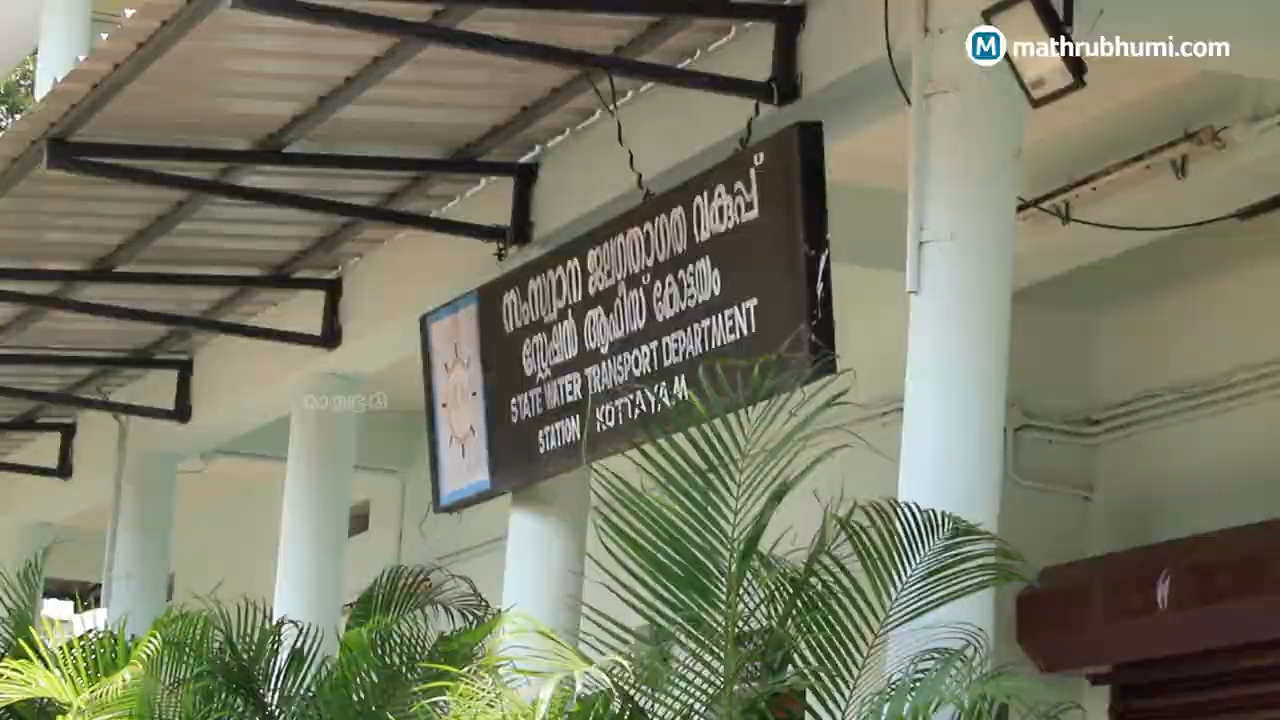 mathrubhumi.com
സംസ്ഥാന ജലഗതാഗത വകുപ്പ്
സ്റ്റേഷൻ ആഫീസ് കോട്ടയം
STATE WATER TRANSPORT DEPARTMENT
STATION KOTTAYAM
മാതൃഭൂമി